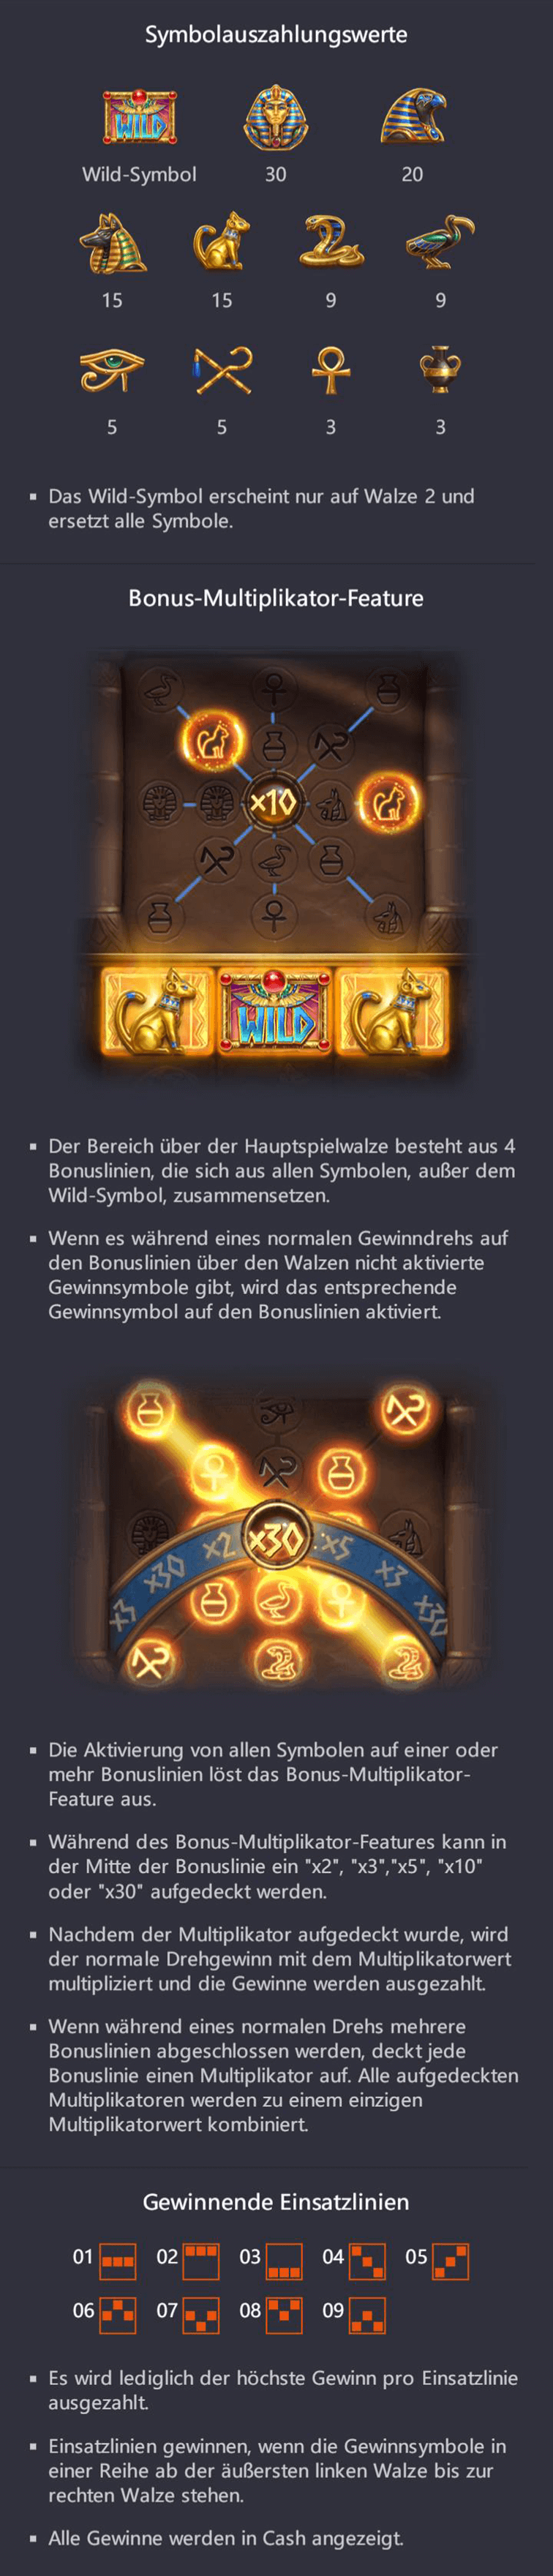 Symbolauszahlungswerte
WILD
Wild-Symbol 30 20
15 15 9 9
5 5 3 3
▪ Das Wild-Symbol erscheint nur auf Walze 2 und
ersetzt alle Symbole.
Bonus-Multiplikator-Feature
x10
WILD
▪ Der Bereich über der Hauptspielwalze besteht aus 4
Bonuslinien, die sich aus allen Symbolen, außer dem
Wild-Symbol, zusammensetzen.
▪ Wenn es während eines normalen Gewinndrehs auf
den Bonuslinien über den Walzen nicht aktivierte
Gewinnsymbole gibt, wird das entsprechende
Gewinnsymbol auf den Bonuslinien aktiviert.
x3 x30 x2 x30 x5 x3 x30
▪ Die Aktivierung von allen Symbolen auf einer oder
mehr Bonuslinien löst das Bonus-Multiplikator-
Feature aus.
▪ Während des Bonus-Multiplikator-Features kann in
der Mitte der Bonuslinie ein "x2", "x3","x5", "x10"
oder "x30" aufgedeckt werden.
▪ Nachdem der Multiplikator aufgedeckt wurde, wird
der normale Drehgewinn mit dem Multiplikatorwert
multipliziert und die Gewinne werden ausgezahlt.
▪ Wenn während eines normalen Drehs mehrere
Bonuslinien abgeschlossen werden, deckt jede
Bonuslinie einen Multiplikator auf. Alle aufgedeckten
Multiplikatoren werden zu einem einzigen
Multiplikatorwert kombiniert.
Gewinnende Einsatzlinien
01 02 03 04 05
06 07 08 09
▪ Es wird lediglich der höchste Gewinn pro Einsatzlinie
ausgezahlt.
▪ Einsatzlinien gewinnen, wenn die Gewinnsymbole in
einer Reihe ab der äußersten linken Walze bis zur
rechten Walze stehen.
▪ Alle Gewinne werden in Cash angezeigt.